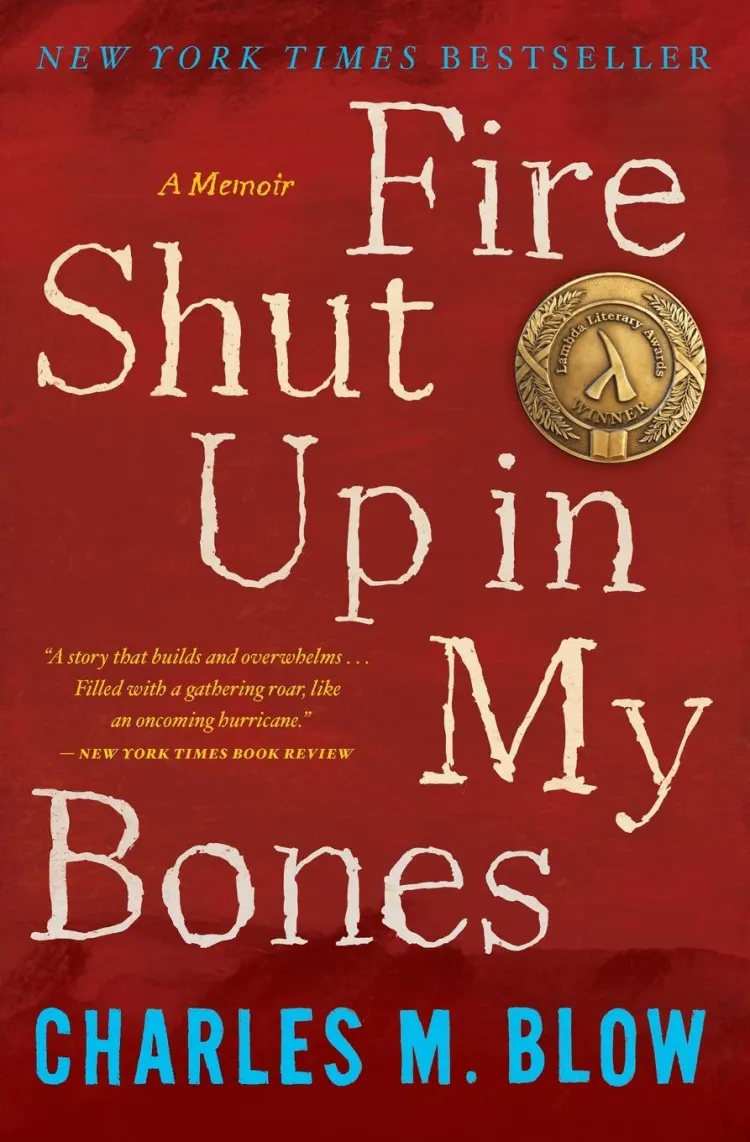 NEW YORK TIMES BESTSELLER
Fire
A Memoir
Shut
Lambda Literary Awards
WINNER
Up in
My
“A story that builds and overwhelms . . .
Filled with a gathering roar, like
an oncoming hurricane.”
— NEW YORK TIMES BOOK REVIEW
Bones
CHARLES M. BLOW